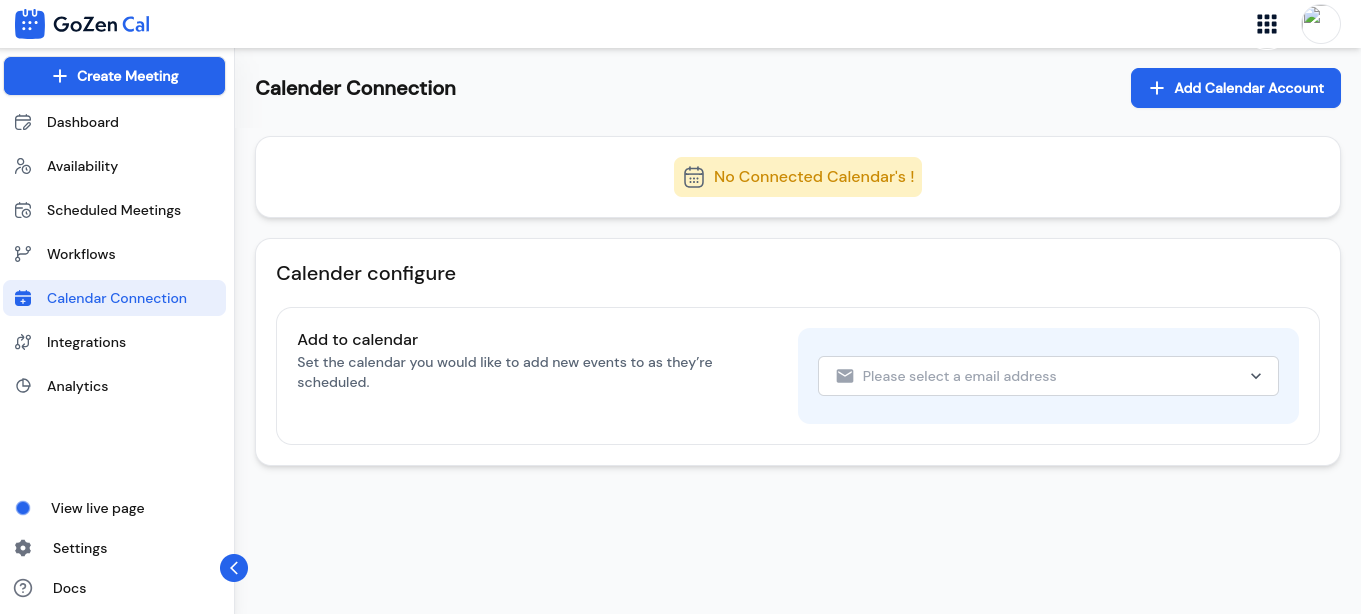 GoZen Cal
Create Meeting
Dashboard
Availability
Scheduled Meetings
Workflows
Calendar Connection
Integrations
Analytics
View live page
Settings
Docs
Calender Connection
Add Calendar Account
No Connected Calendar's !
Calender configure
Add to calendar
Set the calendar you would like to add new events to as they’re
scheduled.
Please select a email address